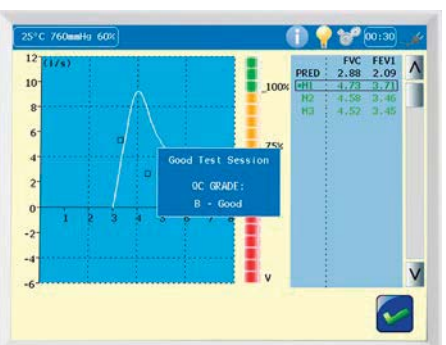 25°C 760mmHg 60%
00:30
(l/s)
12
10
8
6
4
2
0
-2
-4
-6
1 2 3 4 5 6 7 8
100%
75%
V
FVC FEV1
PRED 2.88 2.09
*M1 4.73 3.71
M2 4.58 3.46
M3 4.52 3.45
Good Test Session
QC GRADE:
B - Good